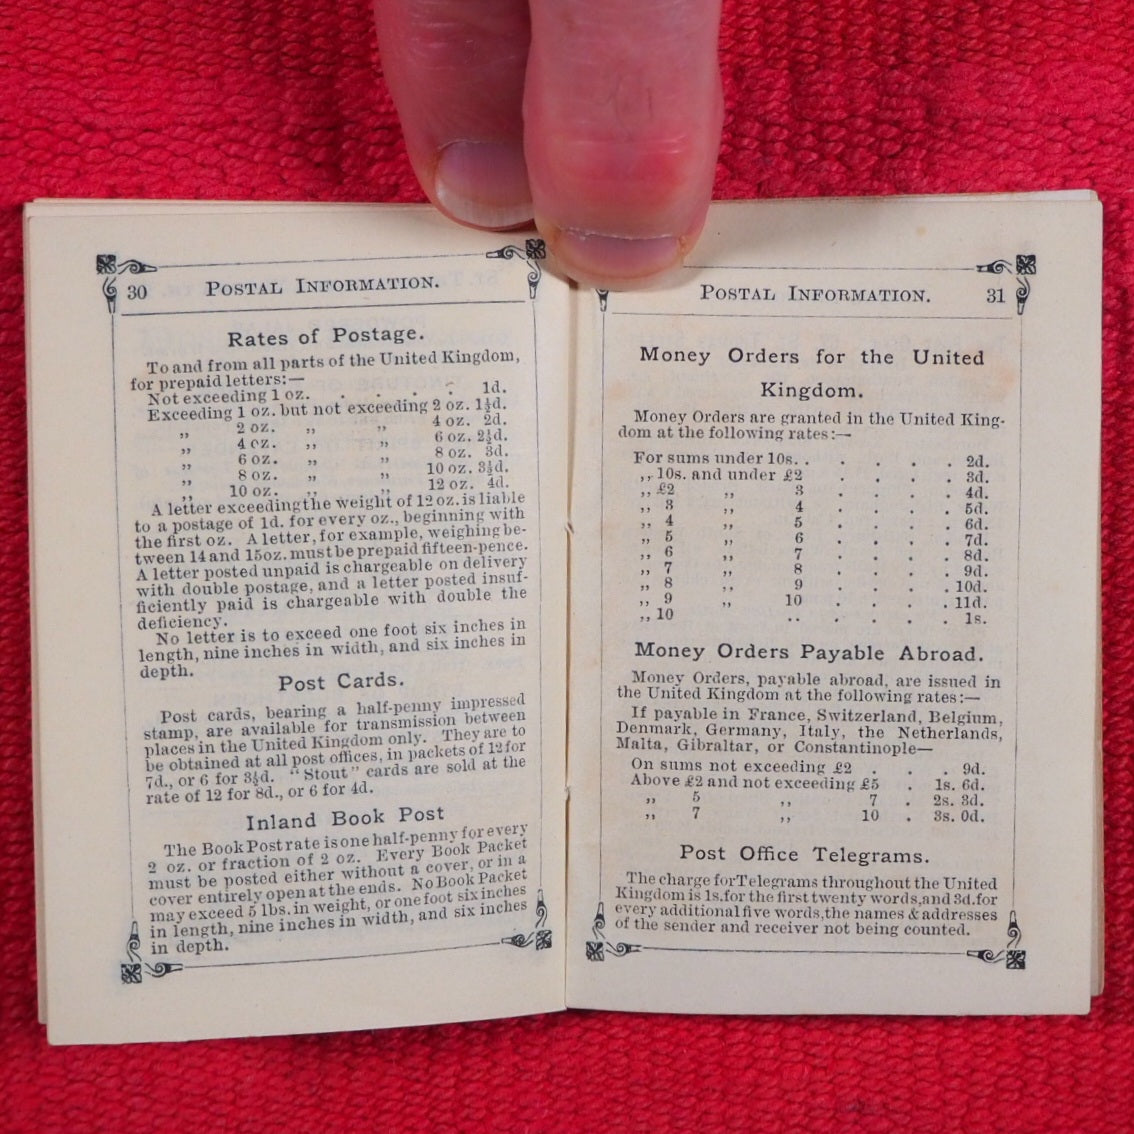 30 POSTAL INFORMATION.
Rates of Postage.
To and from all parts of the United Kingdom,
for prepaid letters:—
Not exceeding 1 oz. . . . . . 1d.
Exceeding 1 oz. but not exceeding 2 oz. 1½d.
„ 2 oz. „ „ 4 oz. 2d.
„ 4 oz. „ „ 6 oz. 2½d.
„ 6 oz. „ „ 8 oz. 3d.
„ 8 oz. „ „ 10 oz. 3½d.
„ 10 oz. „ „ 12 oz. 4d.
A letter exceeding the weight of 12 oz. is liable
to a postage of 1d. for every oz., beginning with
the first oz. A letter, for example, weighing be-
tween 14 and 15oz. must be prepaid fifteen-pence.
A letter posted unpaid is chargeable on delivery
with double postage, and a letter posted insuf-
ficiently paid is chargeable with double the
deficiency.
No letter is to exceed one foot six inches in
length, nine inches in width, and six inches in
depth.
Post Cards.
Post cards, bearing a half-penny impressed
stamp, are available for transmission between
places in the United Kingdom only. They are to
be obtained at all post offices, in packets of 12 for
7d., or 6 for 3½d. "Stout" cards are sold at the
rate of 12 for 8d., or 6 for 4d.
Inland Book Post
The Book Post rate is one half-penny for every
2 oz. or fraction of 2 oz. Every Book Packet
must be posted either without a cover, or in a
cover entirely open at the ends. No Book Packet
may exceed 5 lbs. in weight, or one foot six inches
in length, nine inches in width, and six inches
in depth.
POSTAL INFORMATION. 31
Money Orders for the United
Kingdom.
Money Orders are granted in the United King-
dom at the following rates:—
For sums under 10s. . . . . . 2d.
„ 10s. and under £2 . . . . 3d.
„ £2 „ 3 . . . . 4d.
„ 3 „ 4 . . . . 5d.
„ 4 „ 5 . . . . 6d.
„ 5 „ 6 . . . . 7d.
„ 6 „ 7 . . . . 8d.
„ 7 „ 8 . . . . 9d.
„ 8 „ 9 . . . . 10d.
„ 9 „ 10 . . . . 11d.
„ 10 .. . . . . 1s.
Money Orders Payable Abroad.
Money Orders, payable abroad, are issued in
the United Kingdom at the following rates:—
If payable in France, Switzerland, Belgium,
Denmark, Germany, Italy, the Netherlands,
Malta, Gibraltar, or Constantinople—
On sums not exceeding £2 . . . 9d.
Above £2 and not exceeding £5 . 1s. 6d.
„ 5 „ 7 . 2s. 3d.
„ 7 „ 10 . 3s. 0d.
Post Office Telegrams.
The charge for Telegrams throughout the United
Kingdom is 1s. for the first twenty words, and 3d. for
every additional five words, the names & addresses
of the sender and receiver not being counted.